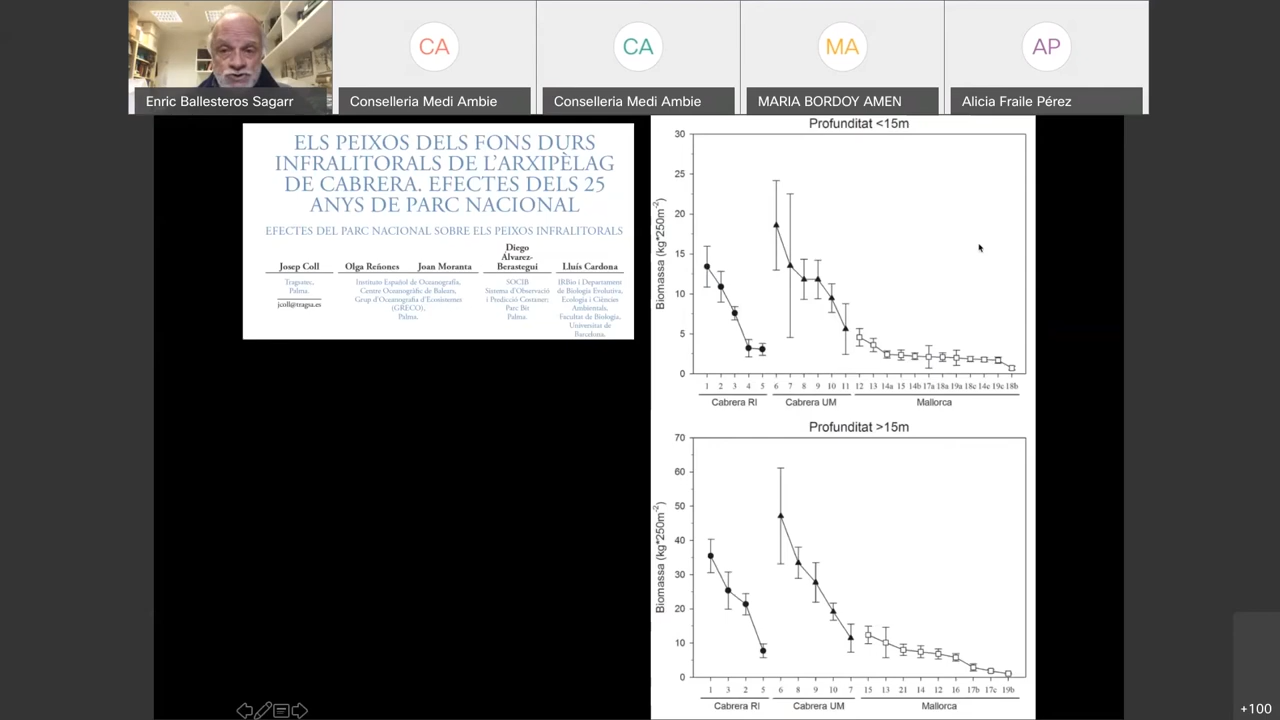 CA
CA
MA
AP
Enric Ballesteros Sagarr
Conselleria Medi Ambie
Conselleria Medi Ambie
MARIA BORDOY AMEN
Alicia Fraile Pérez
ELS PEIXOS DELS FONS DURS
INFRALITORALS DE L'ARXIPÈLAG
DE CABRERA. EFECTES DELS 25
ANYS DE PARC NACIONAL
EFECTES DEL PARC NACIONAL SOBRE ELS PEIXOS INFRALITORALS
Josep Coll
Tragsatec,
Palma.
jcoll@tragsa.es
Olga Reñones
Joan Moranta
Instituto Español de Oceanografía,
Centre Oceanogràfic de Balears,
Grup d'Oceanografia d'Ecosistemes
(GRECO),
Palma.
Diego
Álvarez-
Berastegui
SOCIB
Sistema d'Observació
i Predicció Costaner;
Parc Bit
Palma
Lluís Cardona
IRBio i Departament
de Biologia Evolutiva,
Ecologia i Ciències
Ambientals,
Facultat de Biologia,
Universitat de
Barcelona.
Profunditat <15m
Biomassa (kg*250m-2)
30
25
20
15
10
5
0
1 2 3 4 5 6 7 8 9 10 11 12 13 14a 15 14b 17a 18a 19a 18c 14c 19c 18b
Cabrera RI Cabrera UM Mallorca
Profunditat >15m
Biomassa (kg*250m-2)
70
60
50
40
30
20
10
0
1 3 2 5 6 8 9 10 7 15 13 21 14 12 16 17b 17c 19b
Cabrera RI Cabrera UM Mallorca
+100